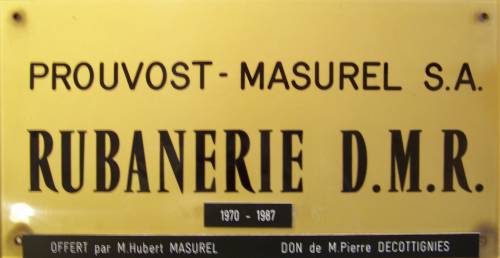 PROUVOST - MASUREL S.A.
RUBANERIE D.M.R.
1970 - 1987
OFFERT par M.Hubert MASUREL DON de M.Pierre DECOTTIGNIES